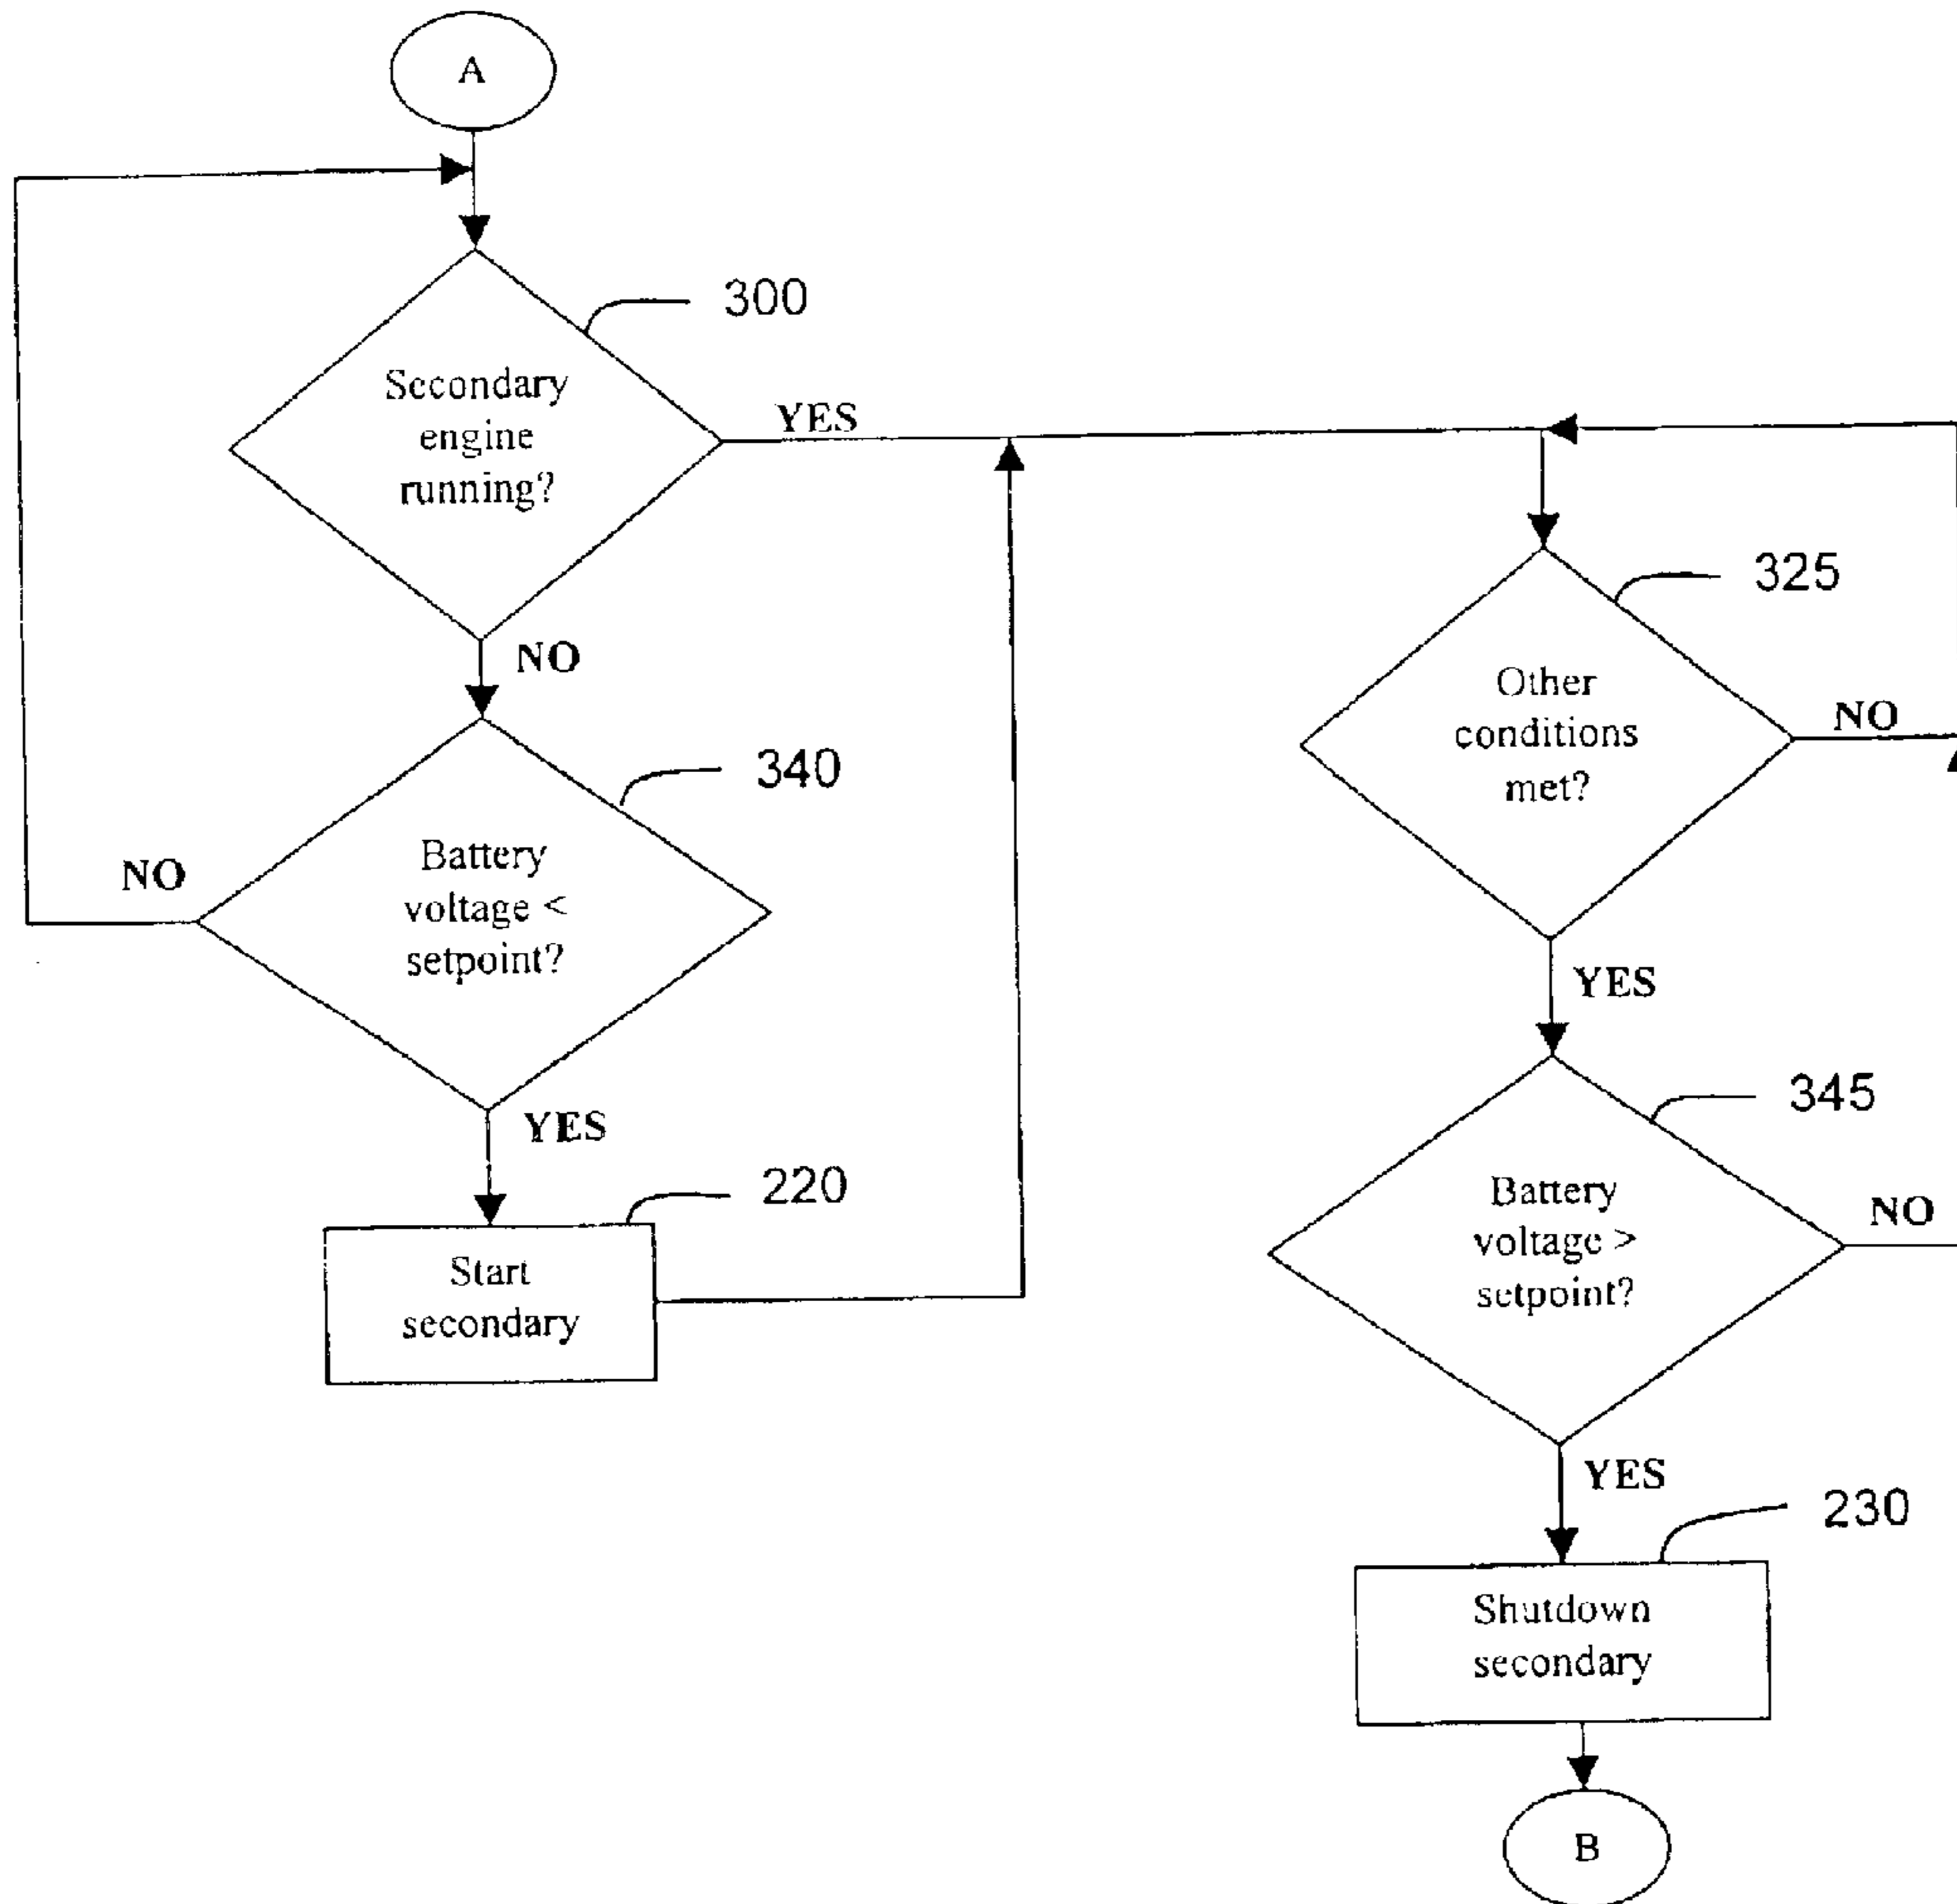 A
300
Secondary
engine
running?
YES
NO
340
Battery
voltage <
setpoint?
NO
YES
220
Start
secondary
325
Other
conditions
met?
NO
YES
345
Battery
voltage >
setpoint?
NO
YES
230
Shutdown
secondary
B